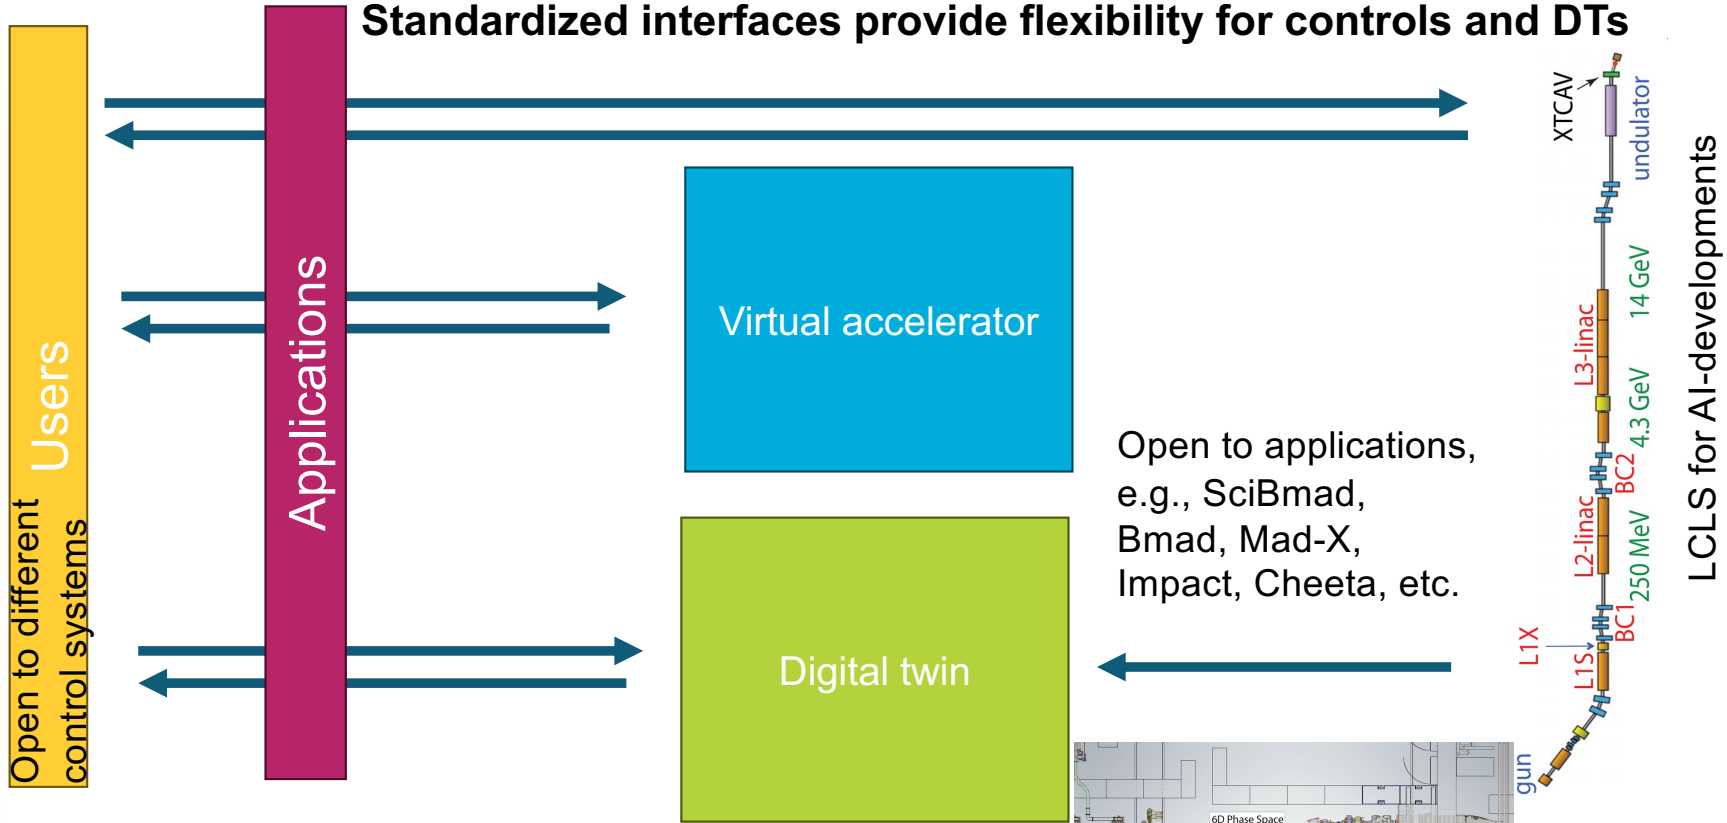 Standardized interfaces provide flexibility for controls and DTs
Users
Open to different
control systems
Applications
Virtual accelerator
Digital twin
Open to applications,
e.g., SciBmad,
Bmad, Mad-X,
Impact, Cheeta, etc.
XTCAV
undulator
14 GeV
L3-linac
4.3 GeV
BC2
L2-linac
250 MeV
BC1
L1X
L1S
gun
LCLS for AI-developments
6D Phase Space